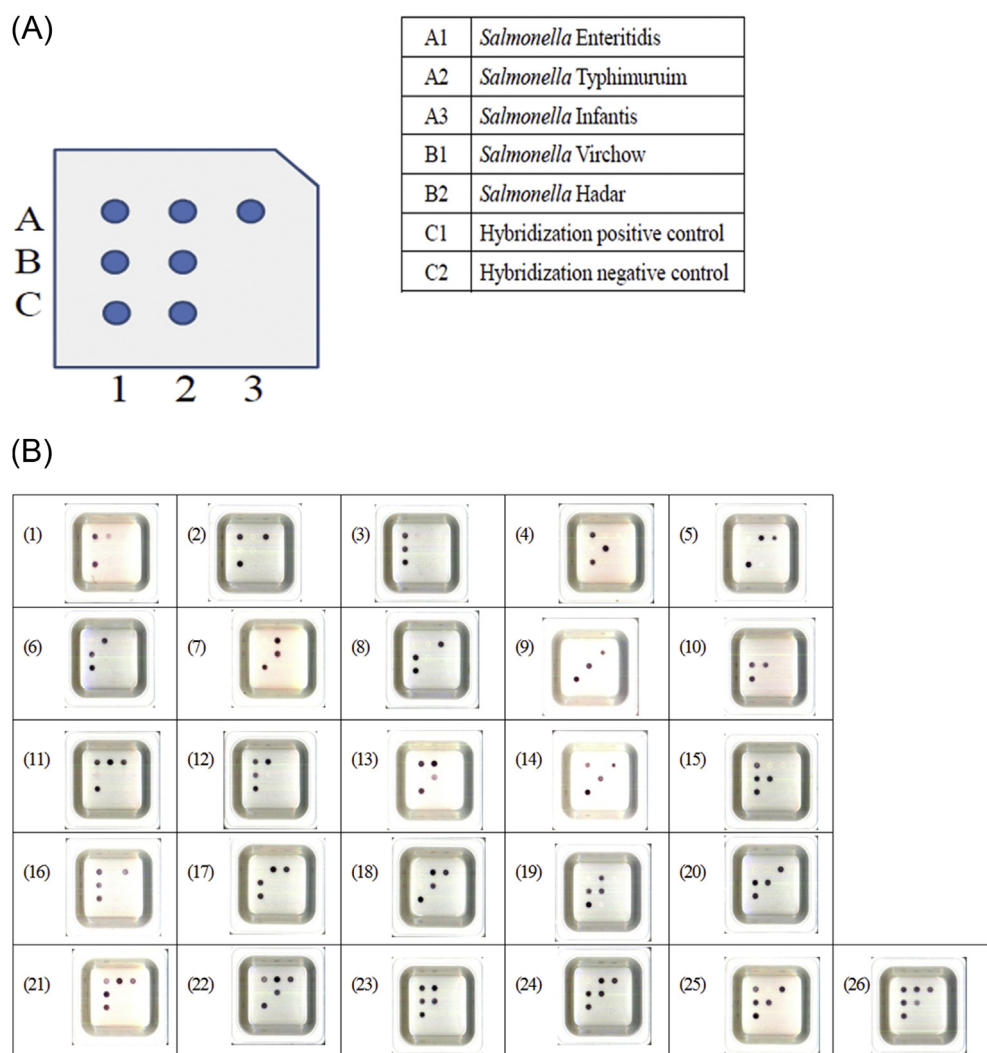 (A)
A1 Salmonella Enteritidis
A2 Salmonella Typhimuruim
A3 Salmonella Infantis
B1 Salmonella Virchow
B2 Salmonella Hadar
C1 Hybridization positive control
C2 Hybridization negative control
A
B
C
1 2 3
(B)
(1) (2) (3) (4) (5)
(6) (7) (8) (9) (10)
(11) (12) (13) (14) (15)
(16) (17) (18) (19) (20)
(21) (22) (23) (24) (25) (26)